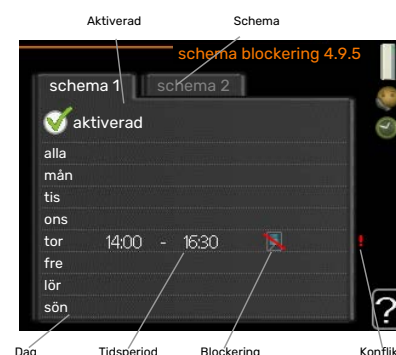 Aktiverad Schema
schema blockering 4.9.5
schema 1 schema 2
aktiverad
alla
mån
tis
ons
tor 14:00 - 16:30 !
fre
lör
sön
?
Dag Tidsperiod Blockering Konflik